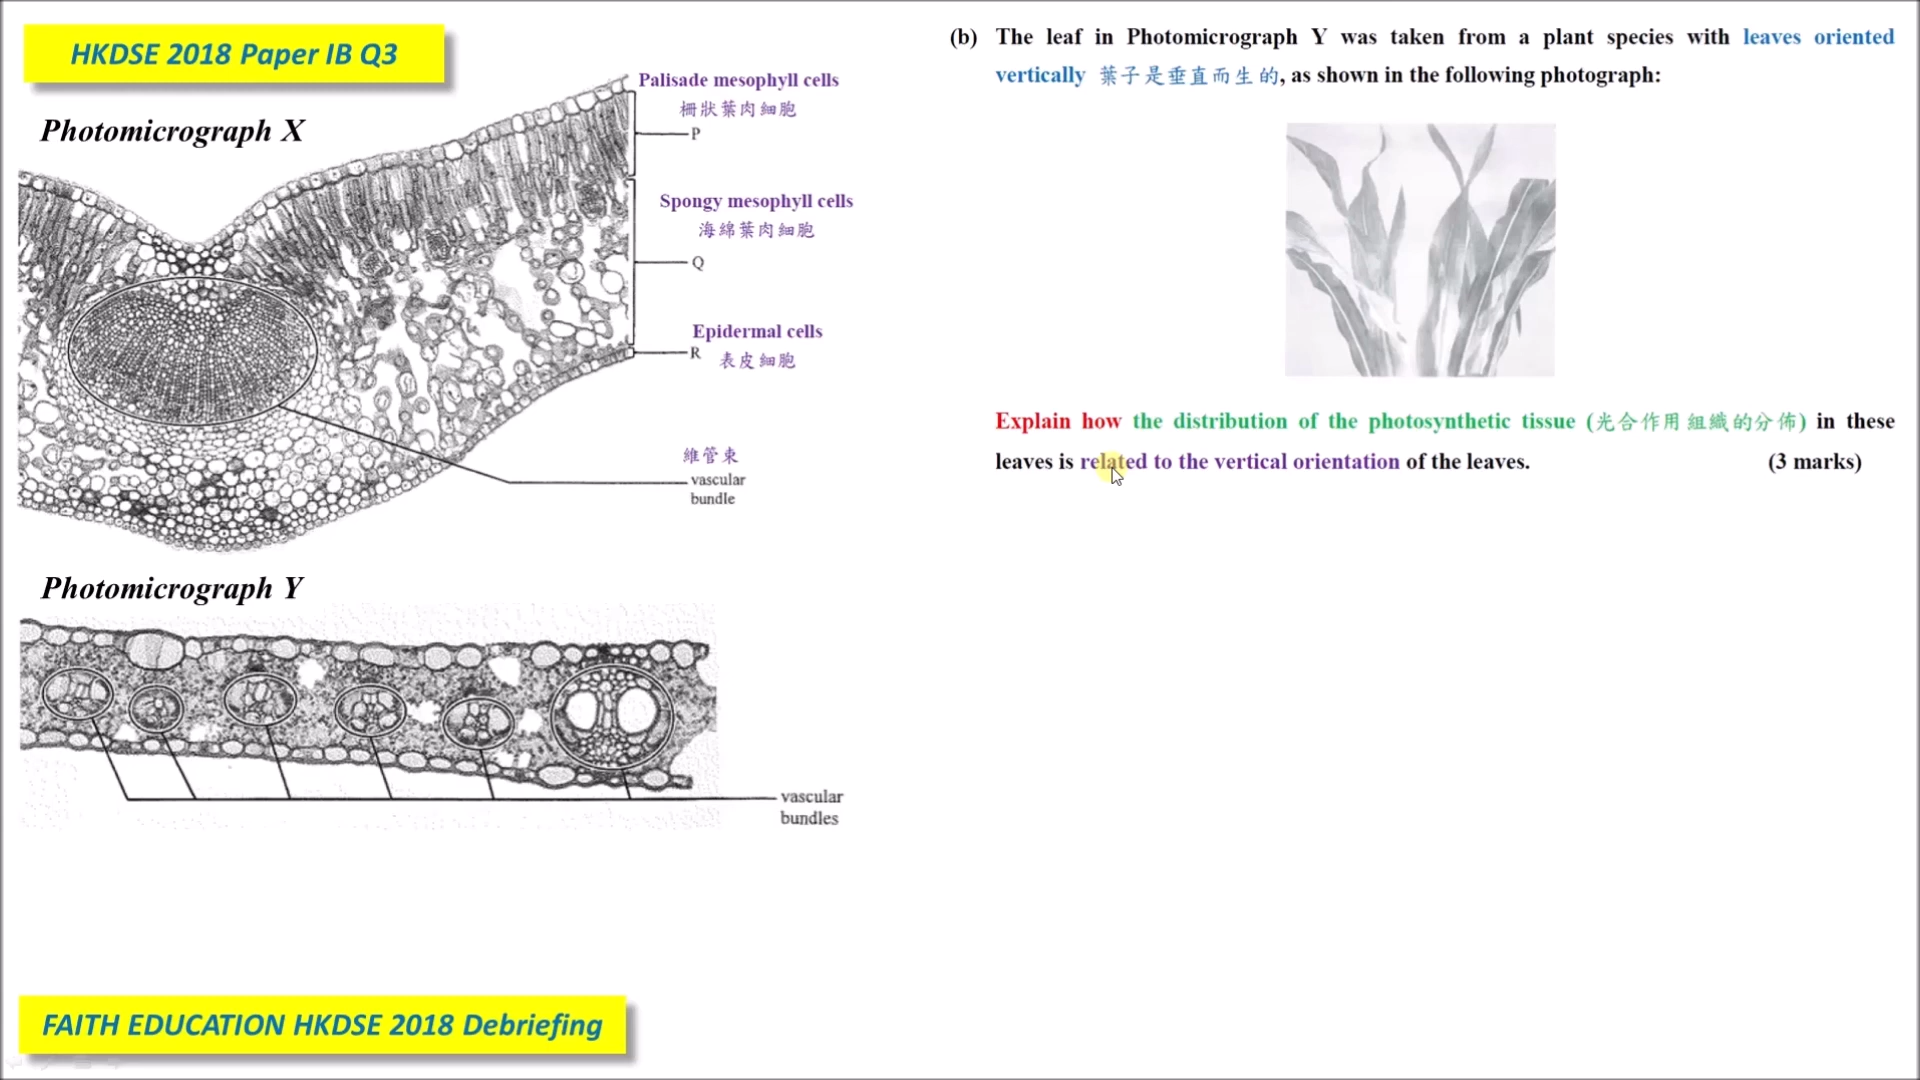 HKDSE 2018 Paper IB Q3
Photomicrograph X
Palisade mesophyll cells
柵狀葉肉細胞
P
Spongy mesophyll cells
海綿葉肉細胞
Q
Epidermal cells
R
表皮細胞
維管束
vascular
bundle
Photomicrograph Y
vascular
bundles
FAITH EDUCATION HKDSE 2018 Debriefing
(b) The leaf in Photomicrograph Y was taken from a plant species with leaves oriented
vertically 葉子是垂直而生的, as shown in the following photograph:
Explain how the distribution of the photosynthetic tissue (光合作用組織的分佈) in these
leaves is related to the vertical orientation of the leaves. (3 marks)